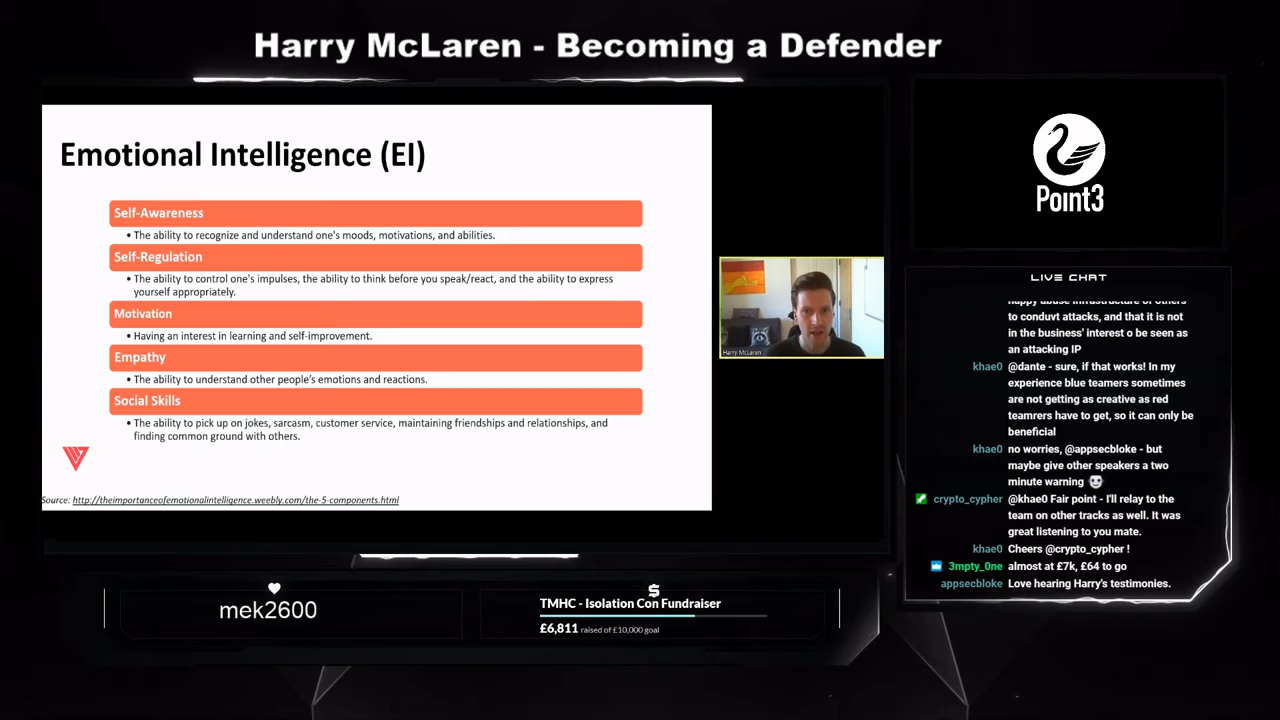 Harry McLaren - Becoming a Defender
Emotional Intelligence (EI)
Self-Awareness
• The ability to recognize and understand one's moods, motivations, and abilities.
Self-Regulation
• The ability to control one's impulses, the ability to think before you speak/react, and the ability to express
yourself appropriately.
Motivation
• Having an interest in learning and self-improvement.
Empathy
• The ability to understand other people's emotions and reactions.
Social Skills
• The ability to pick up on jokes, sarcasm, customer service, maintaining friendships and relationships, and
finding common ground with others.
Source: http://theimportanceofemotionalintelligence.weebly.com/the-5-components.html
Harry McLaren
Point3
LIVE CHAT
happy abuse infrastructure of others
to conduvt attacks, and that it is not
in the business' interest o be seen as
an attacking IP
khae0 @dante - sure, if that works! In my
experience blue teamers sometimes
are not getting as creative as red
teamrers have to get, so it can only be
beneficial
khae0 no worries, @appsecbloke - but
maybe give other speakers a two
minute warning
crypto_cypher @khae0 Fair point - I'll relay to the
team on other tracks as well. It was
great listening to you mate.
khae0 Cheers @crypto_cypher !
3mpty_0ne almost at £7k, £64 to go
appsecbloke Love hearing Harry's testimonies.
mek2600
TMHC - Isolation Con Fundraiser
£6,811 raised of £10,000 goal